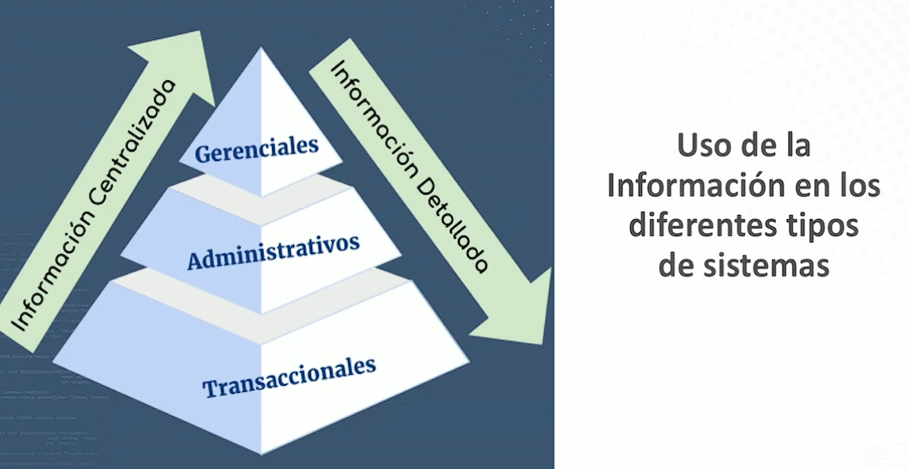 Información Centralizada
Información Detallada
Gerenciales
Administrativos
Transaccionales
Uso de la
Información en los
diferentes tipos
de sistemas